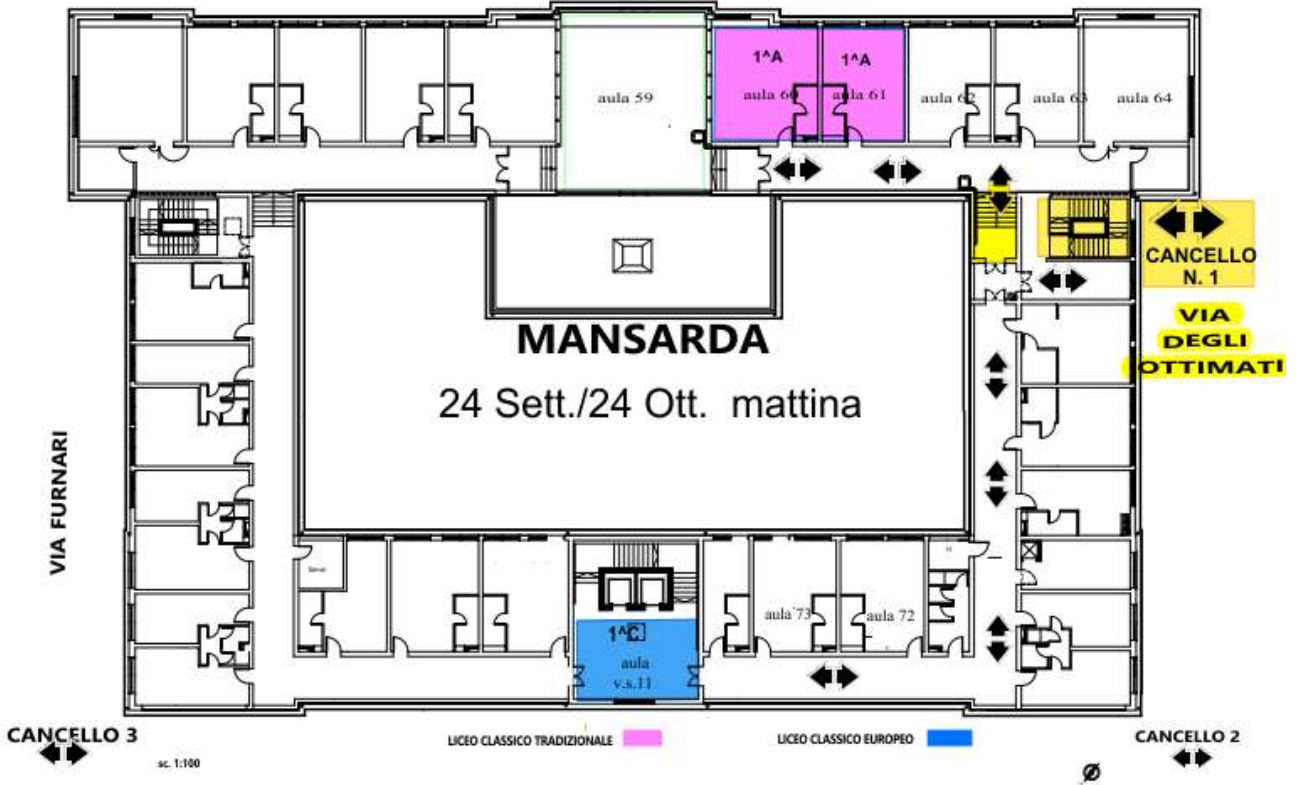 1^A
1^A
aula 59
aula 60
aula 61
aula 62
aula 63
aula 64
CANCELLO
N. 1
VIA
DEGLI
OTTIMATI
MANSARDA
24 Sett./24 Ott. mattina
VIA FURNARI
Server
aula 73
aula 72
1^C
aula
v.s.11
CANCELLO 3
LICEO CLASSICO TRADIZIONALE
LICEO CLASSICO EUROPEO
CANCELLO 2
sc. 1:100